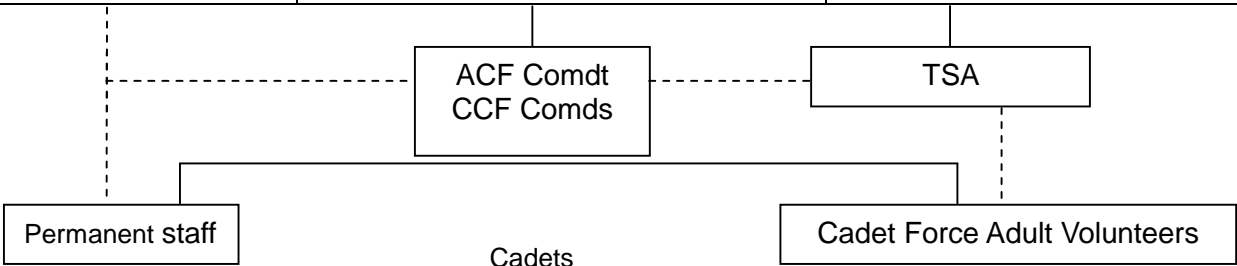 ACF Comdt
CCF Comds
TSA
Permanent staff
Cadet Force Adult Volunteers
Cadets